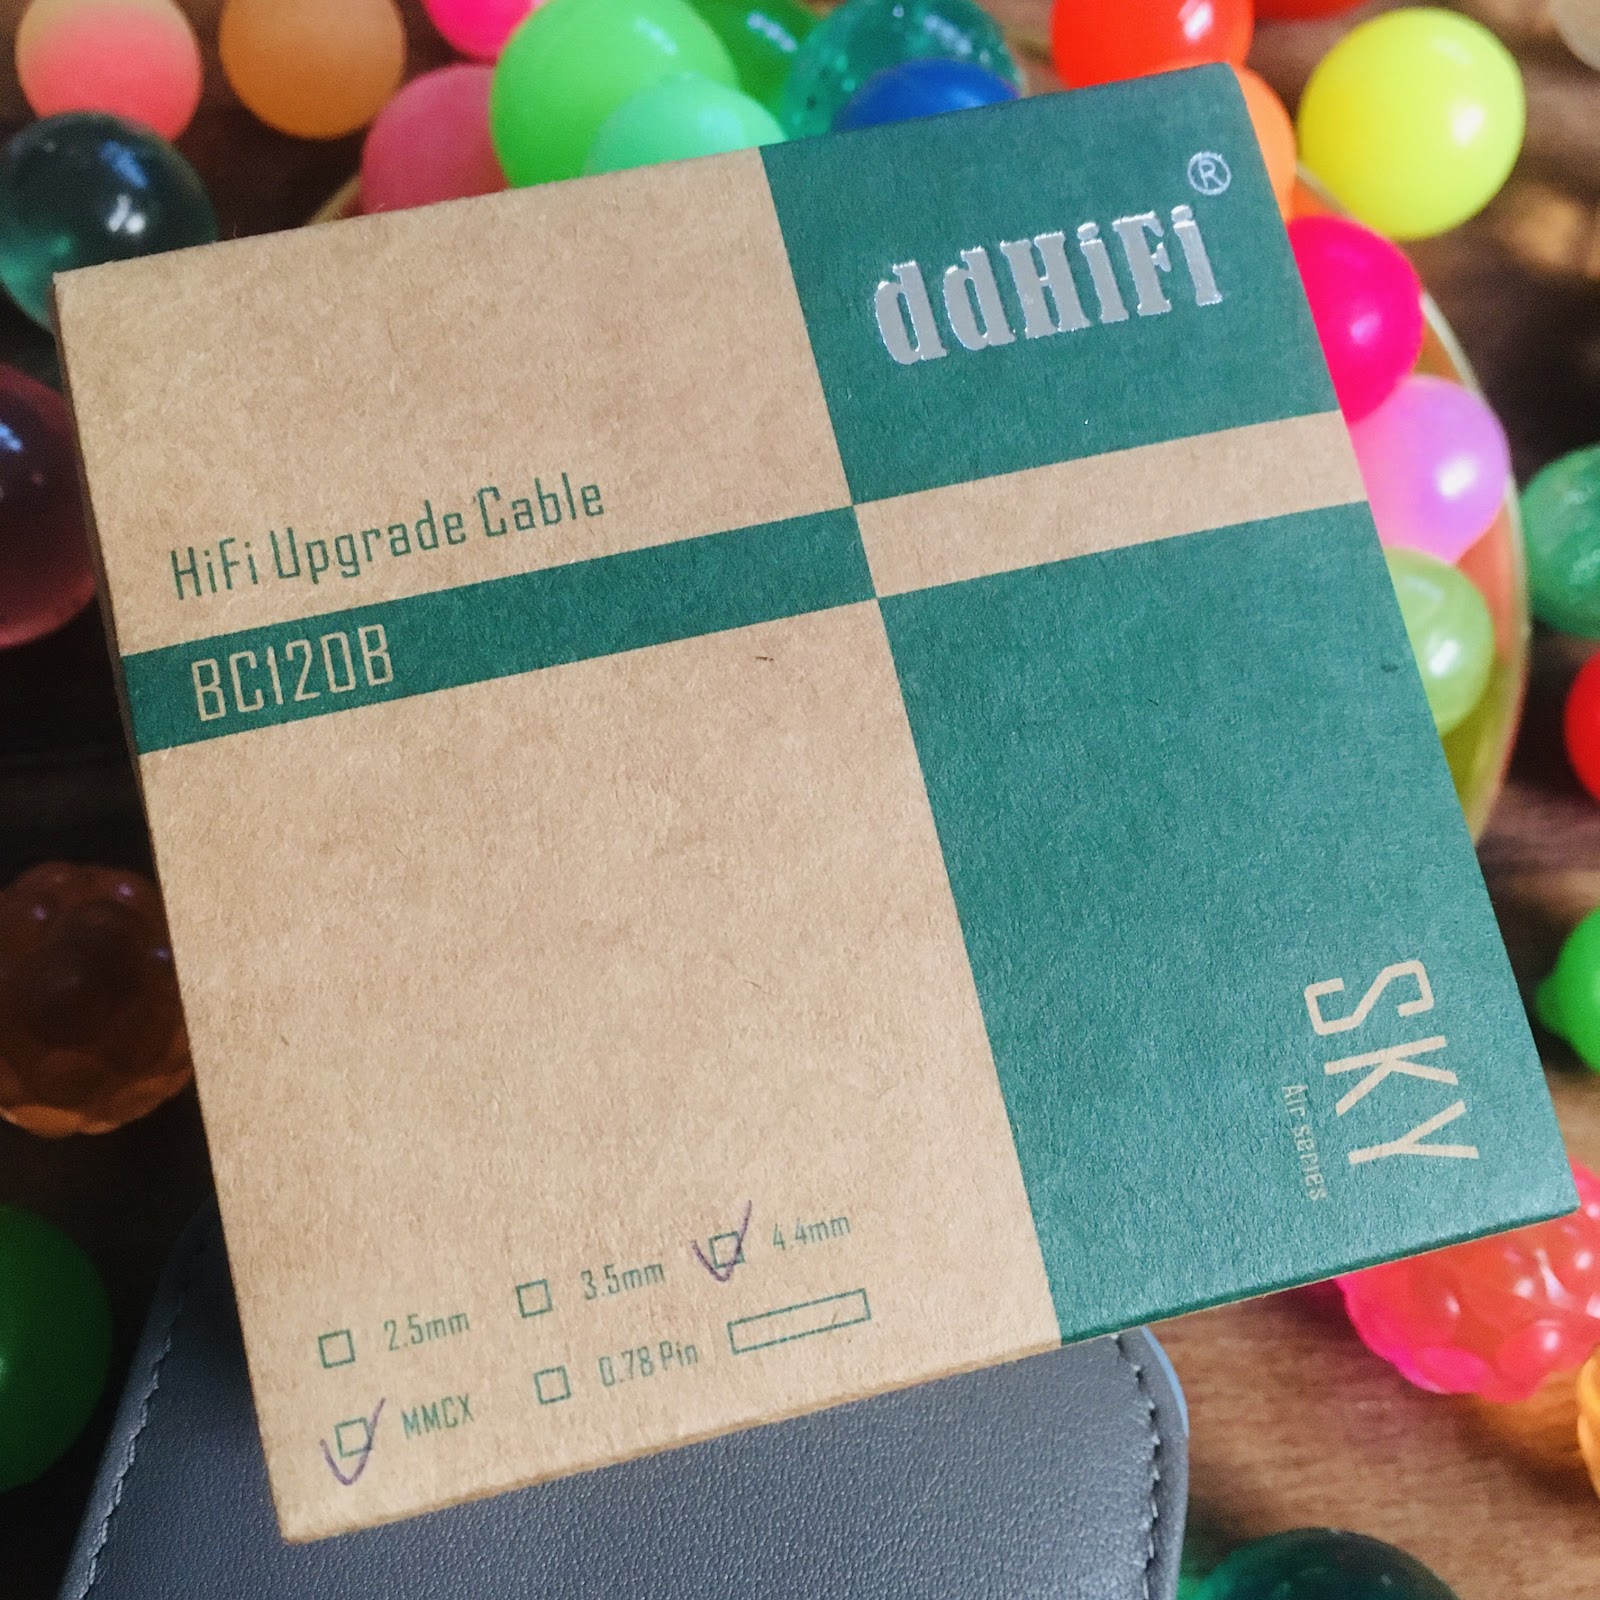 ddHiFi®
HiFi Upgrade Cable
BC120B
SKY
Air series
2.5mm 3.5mm 4.4mm
MMCX 0.78 Pin